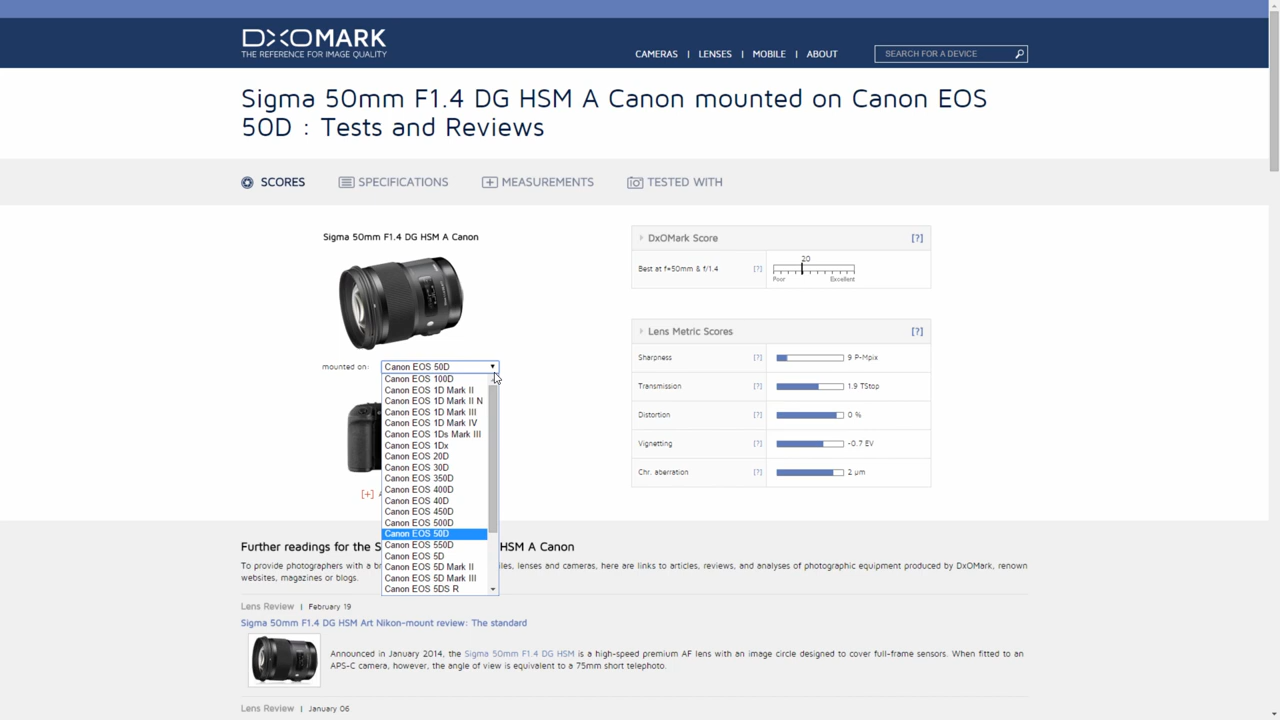 DXOMARK
THE REFERENCE FOR IMAGE QUALITY
CAMERAS | LENSES | MOBILE | ABOUT
SEARCH FOR A DEVICE
Sigma 50mm F1.4 DG HSM A Canon mounted on Canon EOS
50D : Tests and Reviews
SCORES
SPECIFICATIONS
MEASUREMENTS
TESTED WITH
Sigma 50mm F1.4 DG HSM A Canon
mounted on:
Canon EOS 50D
Canon EOS 100D
Canon EOS 1D Mark II
Canon EOS 1D Mark II N
Canon EOS 1D Mark III
Canon EOS 1D Mark IV
Canon EOS 1Ds Mark III
Canon EOS 1Dx
Canon EOS 20D
Canon EOS 30D
Canon EOS 350D
Canon EOS 400D
Canon EOS 40D
Canon EOS 450D
Canon EOS 500D
Canon EOS 50D
Canon EOS 550D
Canon EOS 5D
Canon EOS 5D Mark II
Canon EOS 5D Mark III
Canon EOS 5DS R
[+]
DxOMark Score [?]
Best at f=50mm & f/1.4 [?] 20
Poor Excellent
Lens Metric Scores [?]
Sharpness [?] 9 P-Mpix
Transmission [?] 1.9 TStop
Distortion [?] 0 %
Vignetting [?] -0.7 EV
Chr. aberration [?] 2 µm
Further readings for the S HSM A Canon
To provide photographers with a br les, lenses and cameras, here are links to articles, reviews, and analyses of photographic equipment produced by DxOMark, renown
websites, magazines or blogs.
Lens Review | February 19
Sigma 50mm F1.4 DG HSM Art Nikon-mount review: The standard
Announced in January 2014, the Sigma 50mm F1.4 DG HSM is a high-speed premium AF lens with an image circle designed to cover full-frame sensors. When fitted to an
APS-C camera, however, the angle of view is equivalent to a 75mm short telephoto.
Lens Review | January 06